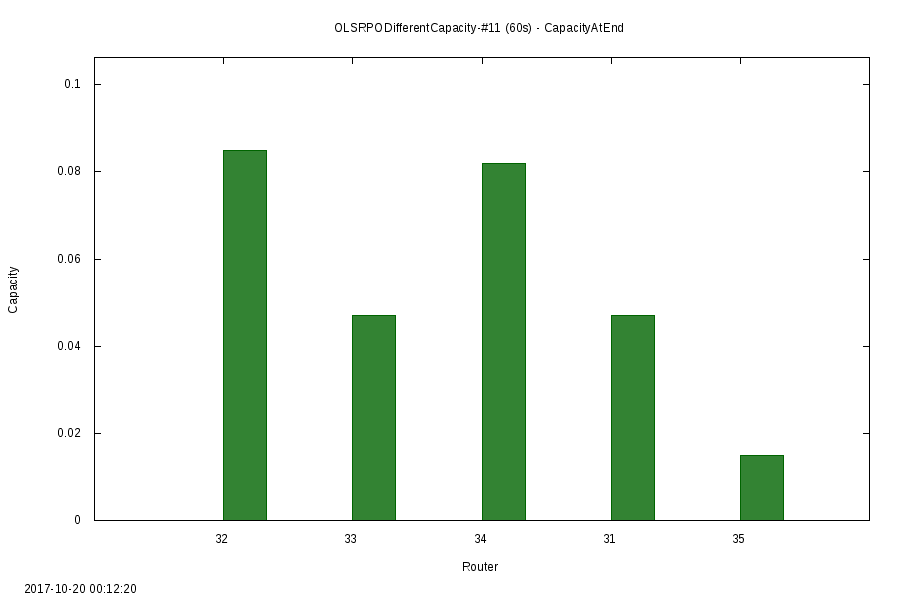 OLSRPODifferentCapacity-#11 (60s) - CapacityAtEnd
0.1
0.08
0.06
0.04
0.02
0
Capacity
32 33 34 31 35
Router
2017-10-20 00:12:20